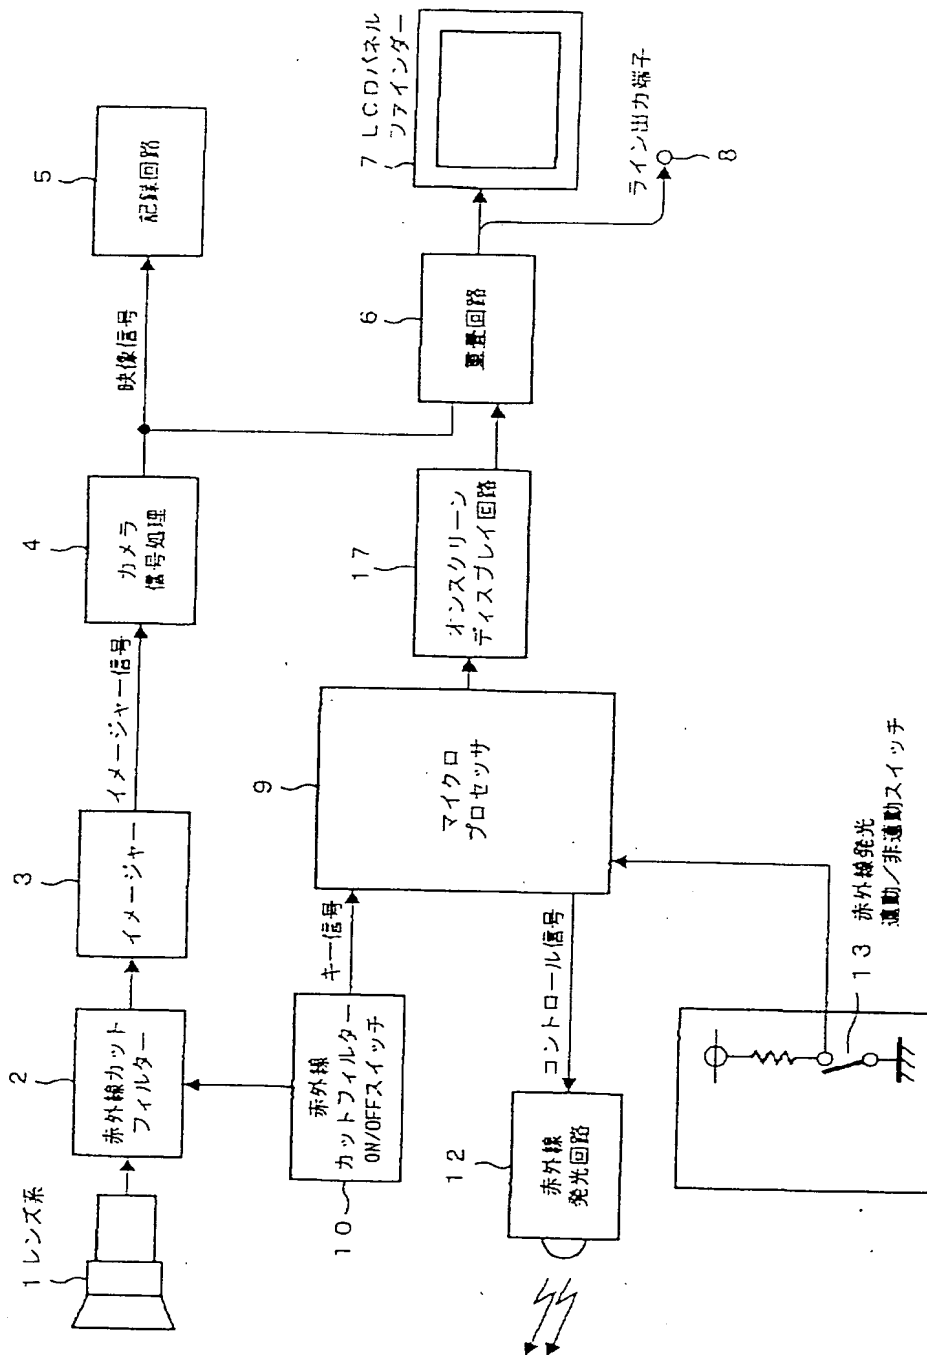 1 レンズ系
2
赤外線カット
フィルター
3
イメージャー
イメージャー信号
4
カメラ
信号処理
映像信号
5
記録回路
10
赤外線
カットフィルター
ON/OFFスイッチ
キー信号
9
マイクロ
プロセッサ
17
オンスクリーン
ディスプレイ回路
6
重畳回路
7 LCDパネル
ファインダー
ライン出力端子
8
12
赤外線
発光回路
コントロール信号
13 赤外線発光
連動/非連動スイッチ